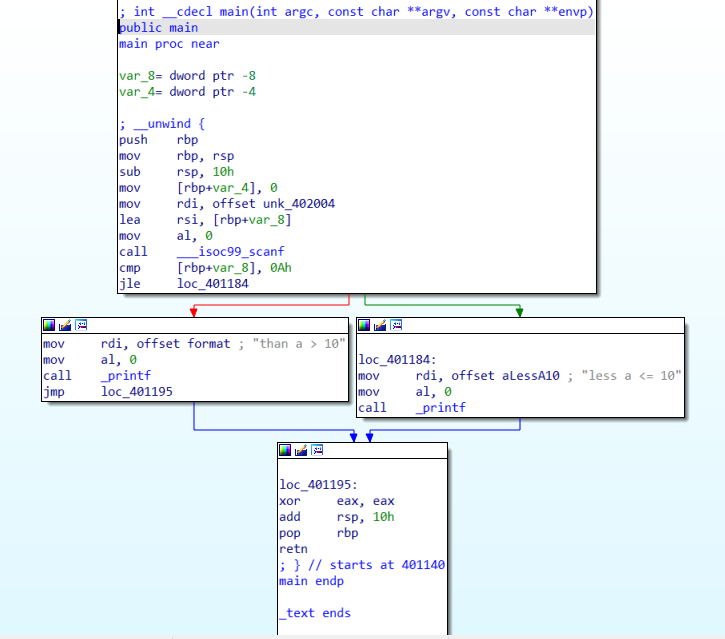 ; int __cdecl main(int argc, const char **argv, const char **envp)
public main
main proc near
var_8= dword ptr -8
var_4= dword ptr -4
; __unwind {
push rbp
mov rbp, rsp
sub rsp, 10h
mov [rbp+var_4], 0
mov rdi, offset unk_402004
lea rsi, [rbp+var_8]
mov al, 0
call ___isoc99_scanf
cmp [rbp+var_8], 0Ah
jle loc_401184
mov rdi, offset format ; "than a > 10"
mov al, 0
call _printf
jmp loc_401195
loc_401184:
mov rdi, offset aLessA10 ; "less a <= 10"
mov al, 0
call _printf
loc_401195:
xor eax, eax
add rsp, 10h
pop rbp
retn
; } // starts at 401140
main endp
_text ends